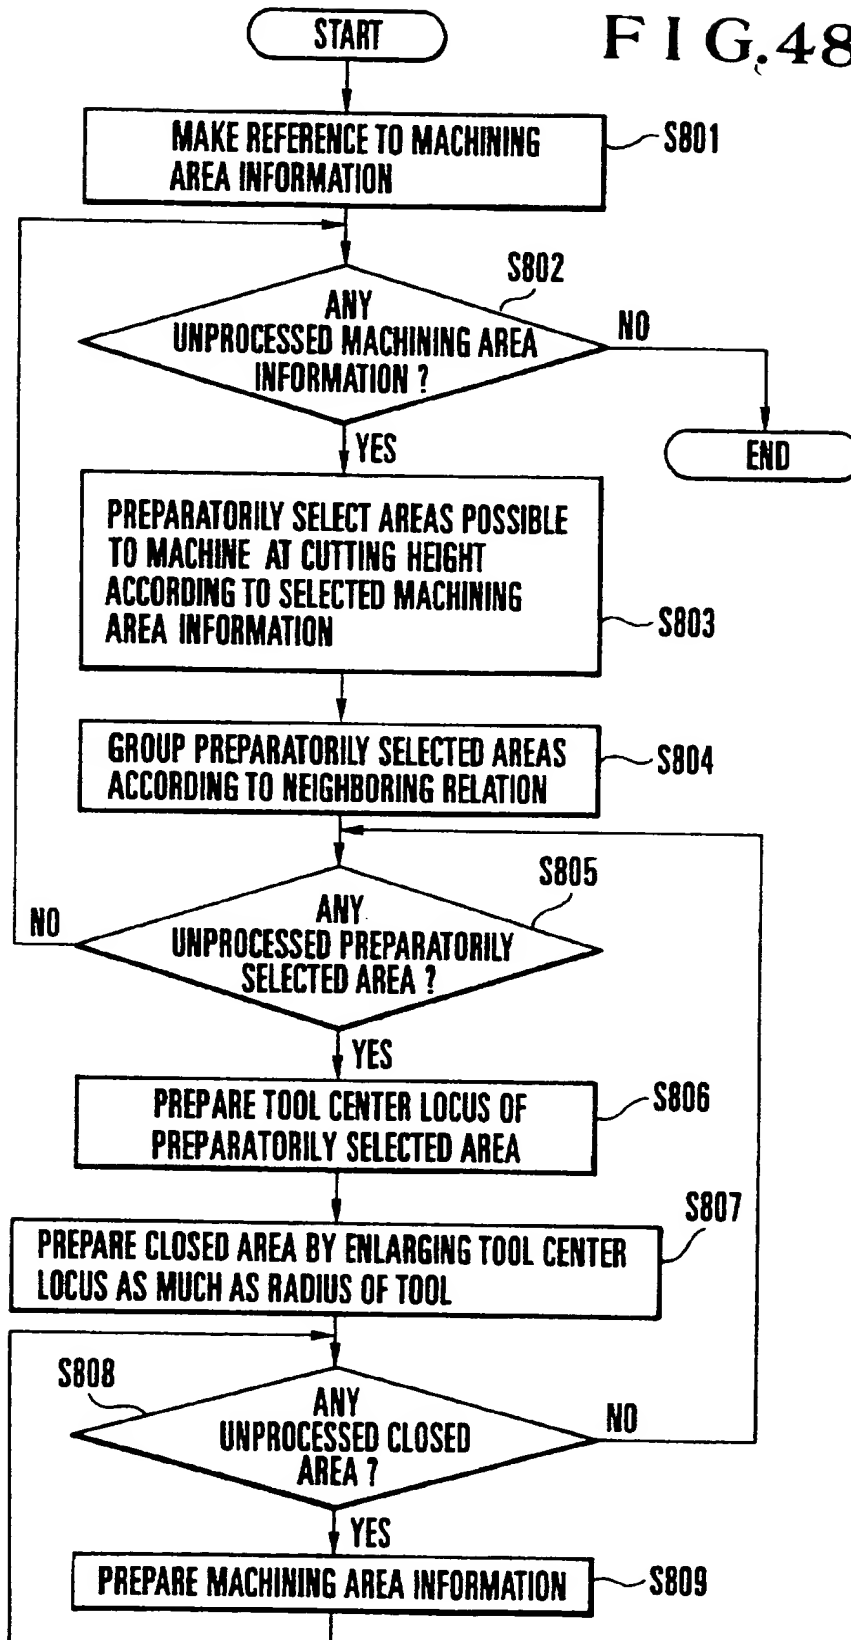 START
FIG.48
MAKE REFERENCE TO MACHINING
AREA INFORMATION
S801
S802
ANY
UNPROCESSED MACHINING AREA
INFORMATION ?
NO
YES
END
PREPARATORILY SELECT AREAS POSSIBLE
TO MACHINE AT CUTTING HEIGHT
ACCORDING TO SELECTED MACHINING
AREA INFORMATION
S803
GROUP PREPARATORILY SELECTED AREAS
ACCORDING TO NEIGHBORING RELATION
S804
S805
ANY
UNPROCESSED PREPARATORILY
SELECTED AREA ?
NO
YES
PREPARE TOOL CENTER LOCUS OF
PREPARATORILY SELECTED AREA
S806
S807
PREPARE CLOSED AREA BY ENLARGING TOOL CENTER
LOCUS AS MUCH AS RADIUS OF TOOL
S808
ANY
UNPROCESSED CLOSED
AREA ?
NO
YES
PREPARE MACHINING AREA INFORMATION
S809